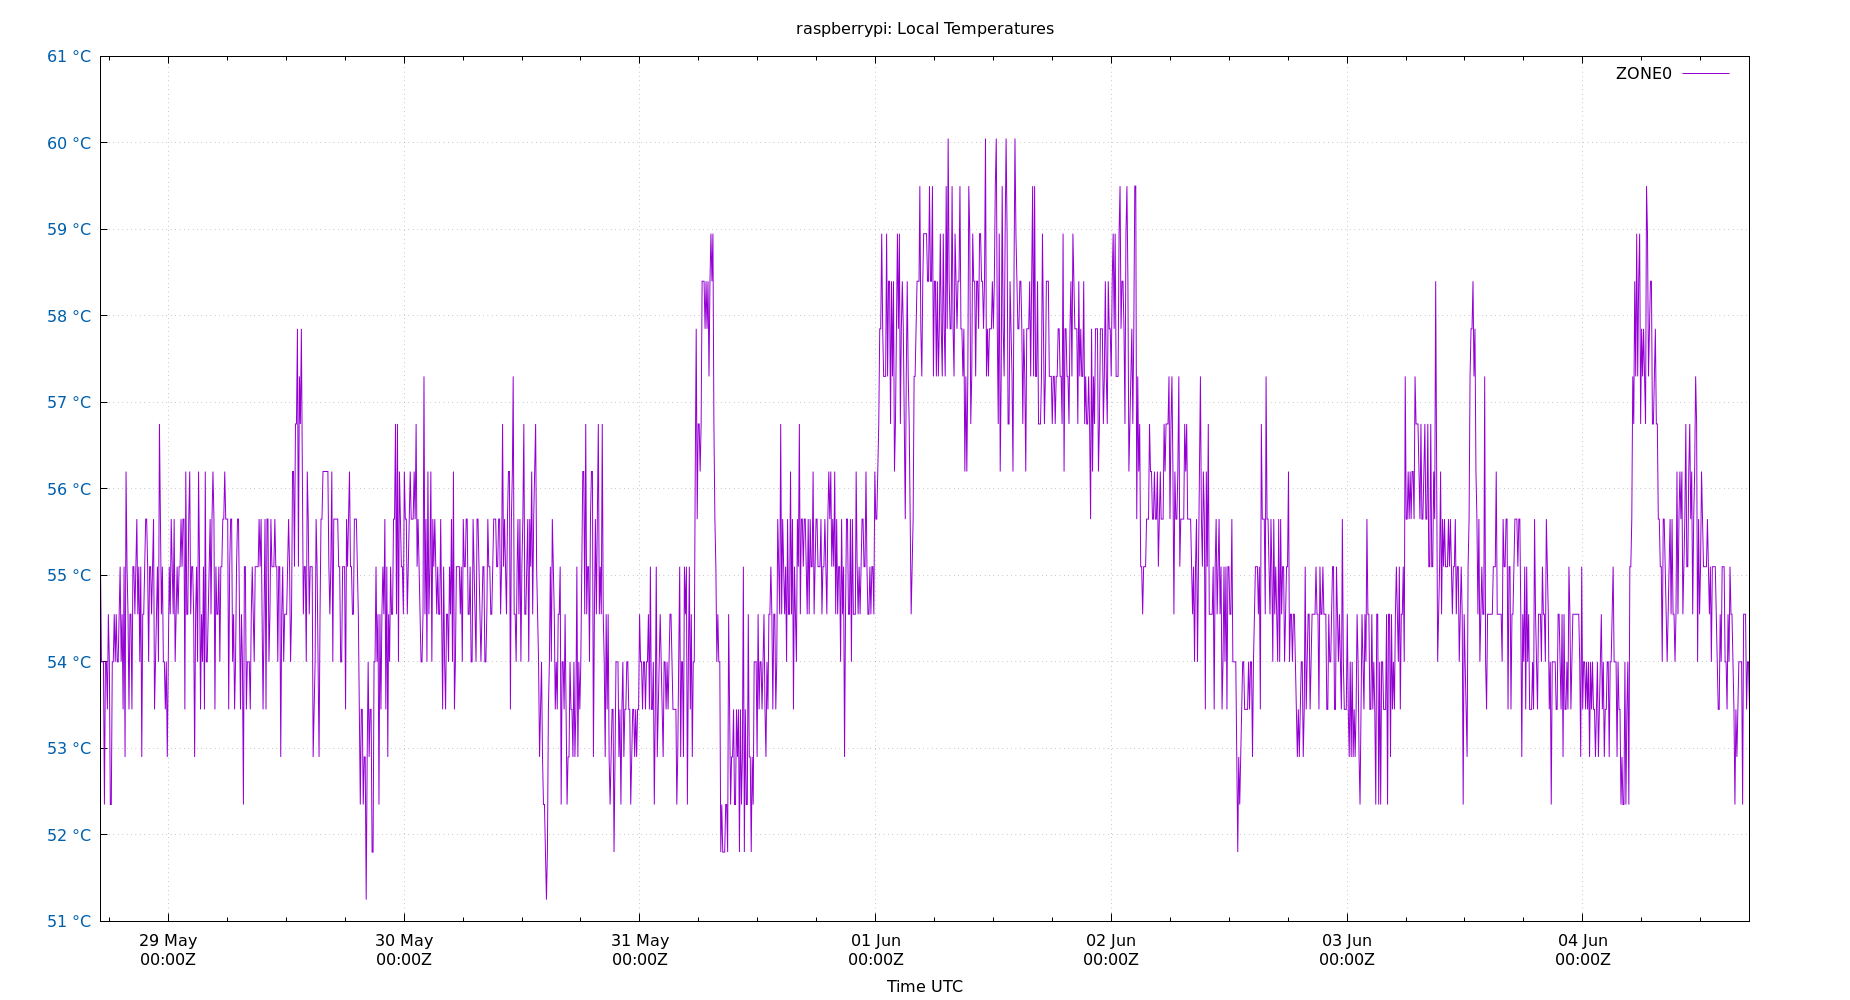 raspberrypi: Local Temperatures
ZONE0
61 °C
60 °C
59 °C
58 °C
57 °C
56 °C
55 °C
54 °C
53 °C
52 °C
51 °C
29 May 30 May 31 May 01 Jun 02 Jun 03 Jun 04 Jun
00:00Z 00:00Z 00:00Z 00:00Z 00:00Z 00:00Z 00:00Z
Time UTC